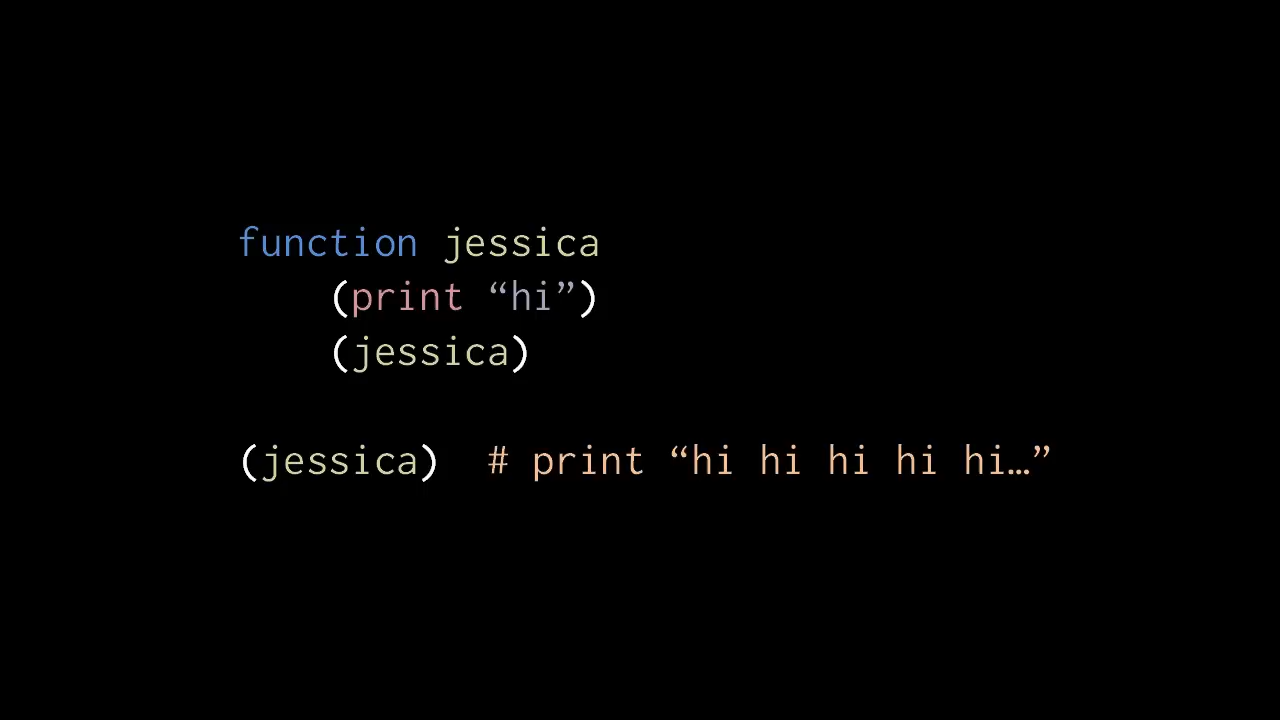 function jessica
    (print “hi”)
    (jessica)
(jessica)  # print “hi hi hi hi hi…”